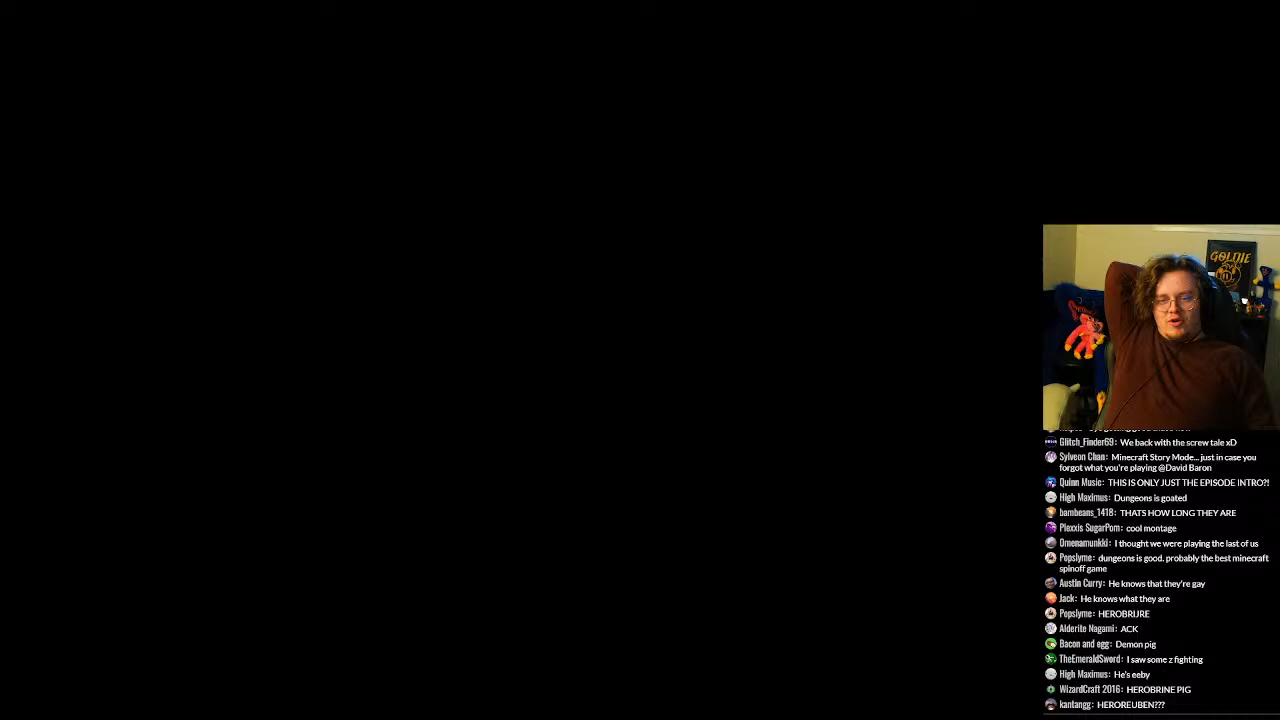 GOLDIE
Glitch_Finder69: We back with the screw tale xD
Sylveon Chan: Minecraft Story Mode... just in case you
forgot what you're playing @David Baron
Quinn Music: THIS IS ONLY JUST THE EPISODE INTRO?!
High Maximus: Dungeons is goated
bambeans_1418: THATS HOW LONG THEY ARE
Plexxis SugarPom: cool montage
Omenamunkki: I thought we were playing the last of us
Popslyme: dungeons is good. probably the best minecraft
spinoff game
Austin Curry: He knows that they're gay
Jack: He knows what they are
Popslyme: HEROBRIJRE
Alderite Nagami: ACK
Bacon and egg: Demon pig
TheEmeraldSword: I saw some z fighting
High Maximus: He's eeby
WizardCraft 2016: HEROBRINE PIG
kantangg: HEROREUBEN???